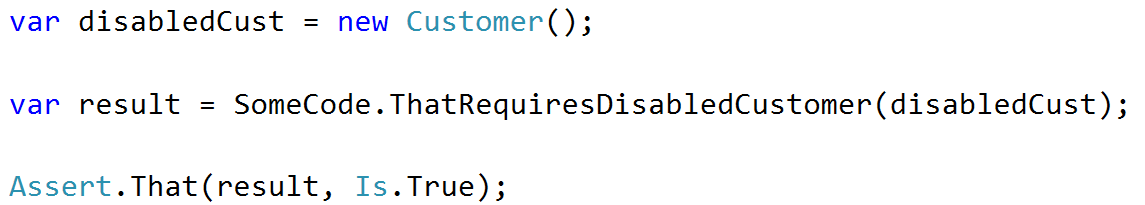 var disabledCust = new Customer();
var result = SomeCode.ThatRequiresDisabledCustomer(disabledCust);
Assert.That(result, Is.True);